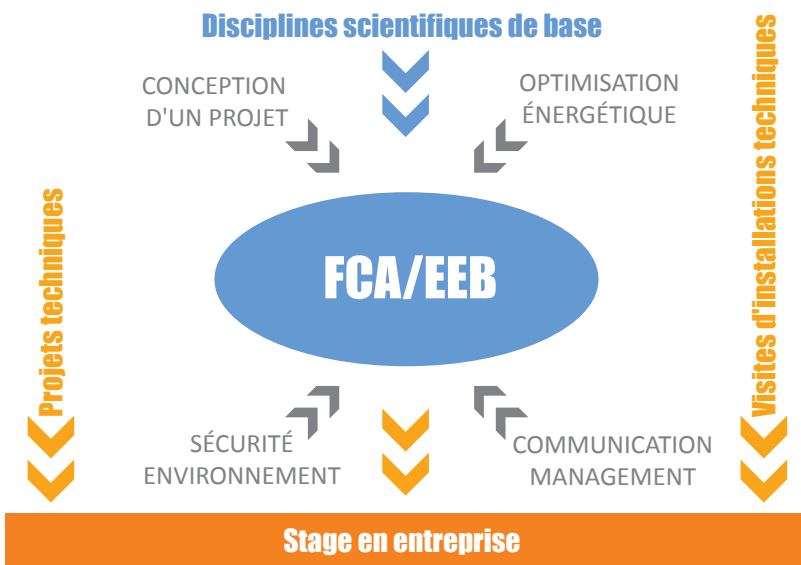 Disciplines scientifiques de base
CONCEPTION
D'UN PROJET
OPTIMISATION
ÉNERGÉTIQUE
Projets techniques
FCA/EEB
Visites d'installations techniques
SÉCURITÉ
ENVIRONNEMENT
COMMUNICATION
MANAGEMENT
Stage en entreprise